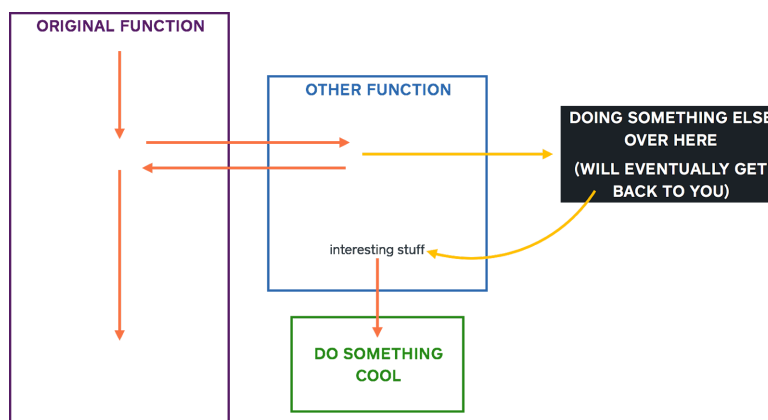 ORIGINAL FUNCTION
OTHER FUNCTION
DOING SOMETHING ELSE
OVER HERE
(WILL EVENTUALLY GET
BACK TO YOU)
interesting stuff
DO SOMETHING
COOL